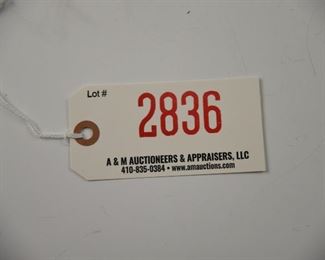 Lot #
2836
A & M AUCTIONEERS & APPRAISERS, LLC
410-835-0384 • www.amauctions.com